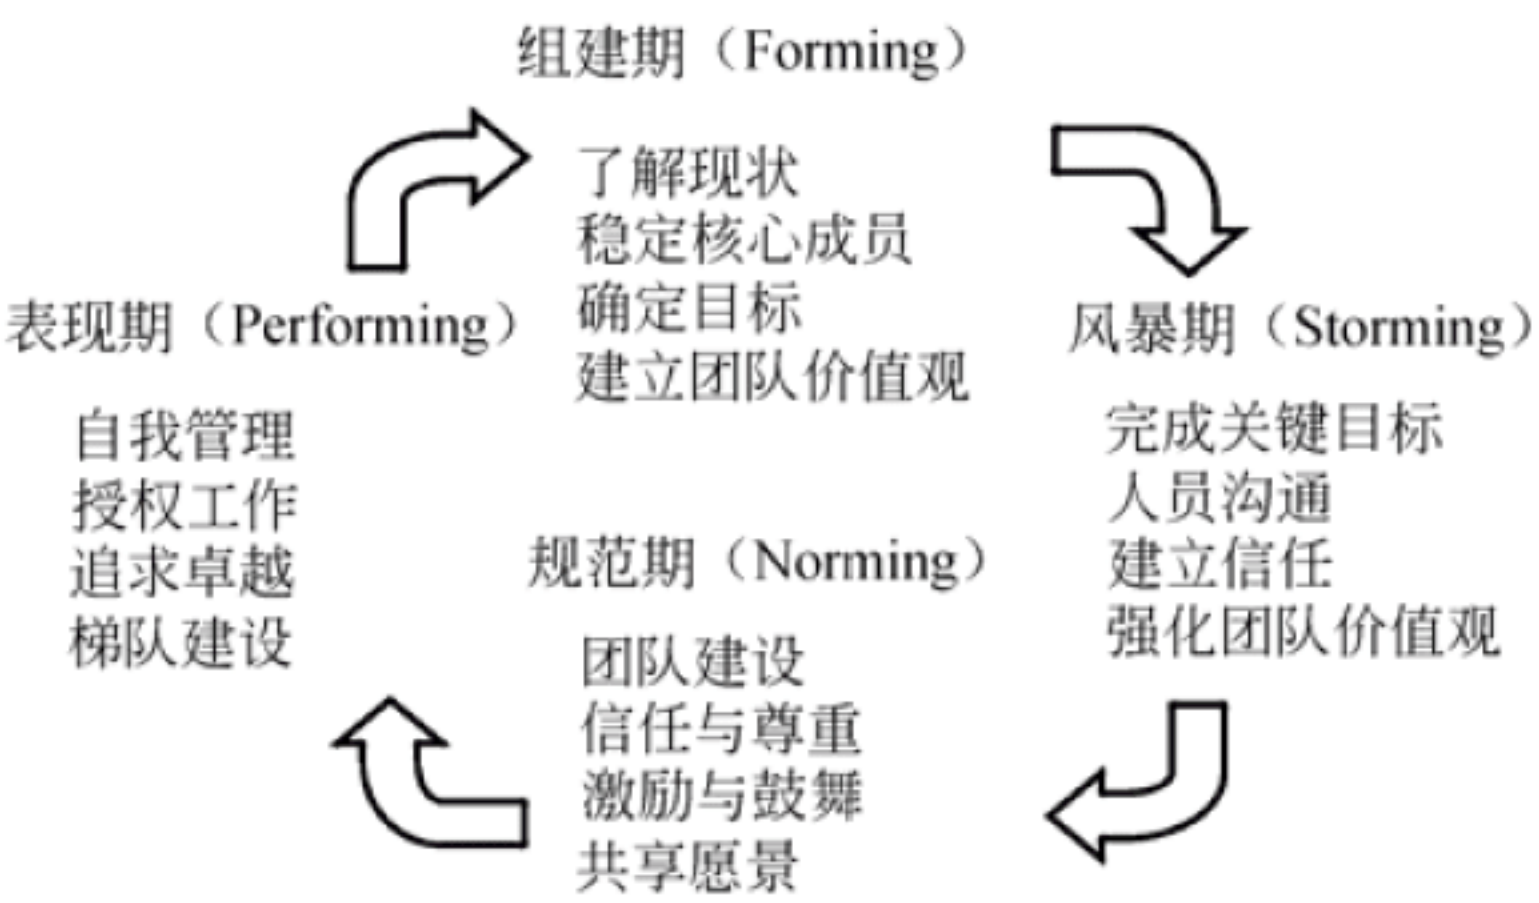 组建期（Forming）
了解现状
稳定核心成员
确定目标
建立团队价值观
风暴期（Storming）
完成关键目标
人员沟通
建立信任
强化团队价值观
规范期（Norming）
团队建设
信任与尊重
激励与鼓舞
共享愿景
表现期（Performing）
自我管理
授权工作
追求卓越
梯队建设